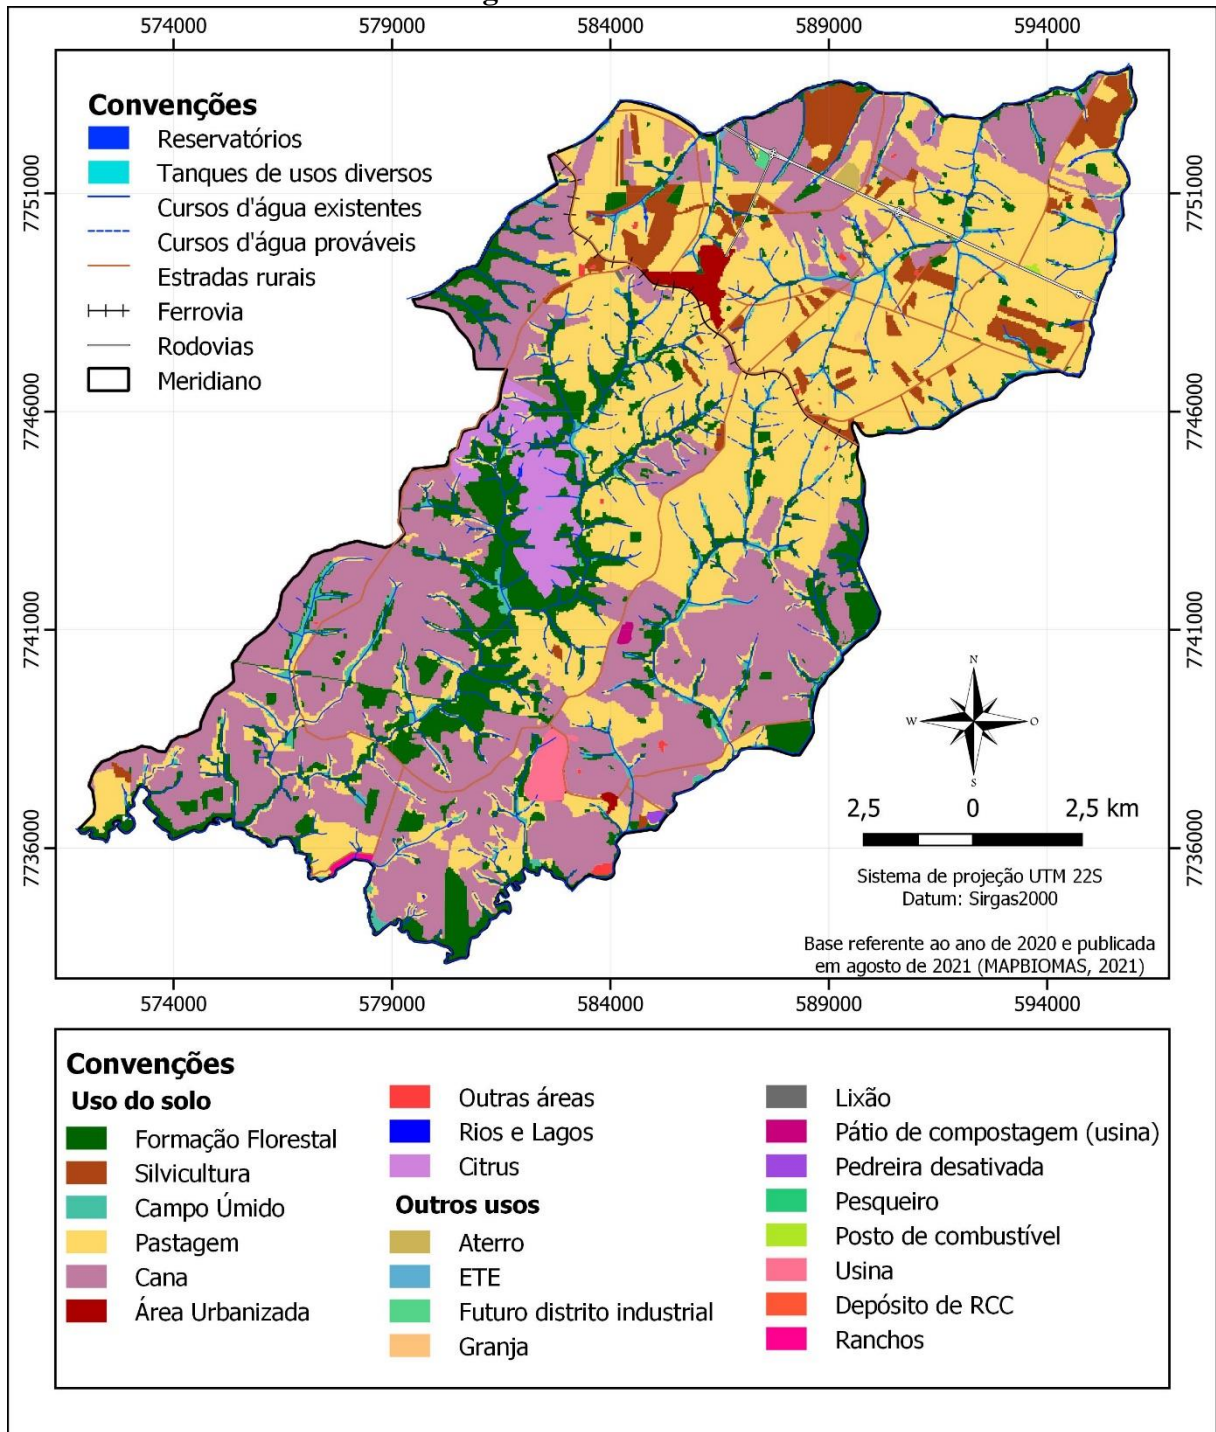 574000 579000 584000 589000 594000
Convenções
Reservatórios
Tanques de usos diversos
Cursos d'água existentes
Cursos d'água prováveis
Estradas rurais
Ferrovia
Rodovias
Meridiano
7751000 7751000
7746000 7746000
7741000 7741000
7736000 7736000
N
W O
S
2,5 0 2,5 km
Sistema de projeção UTM 22S
Datum: Sirgas2000
Base referente ao ano de 2020 e publicada
em agosto de 2021 (MAPBIOMAS, 2021)
574000 579000 584000 589000 594000
Convenções
Uso do solo
Formação Florestal
Silvicultura
Campo Úmido
Pastagem
Cana
Área Urbanizada
Outras áreas
Rios e Lagos
Citrus
Outros usos
Aterro
ETE
Futuro distrito industrial
Granja
Lixão
Pátio de compostagem (usina)
Pedreira desativada
Pesqueiro
Posto de combustível
Usina
Depósito de RCC
Ranchos